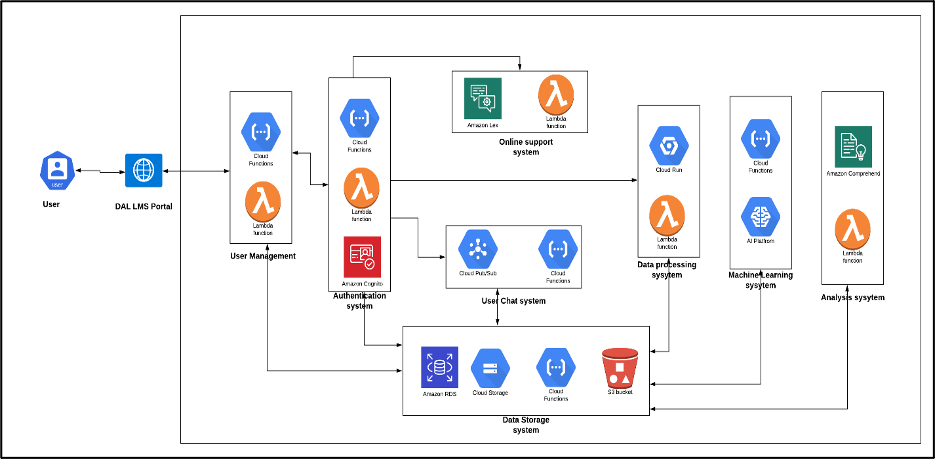 User
User
DAL LMS Portal
Cloud
Functions
Lambda
function
User Management
Cloud
Functions
Lambda
function
Amazon Cognito
Authentication
sysytem
Amazon Lex
Lambda
function
Online support
system
Cloud Pub/Sub
Cloud
Functions
User Chat system
Cloud Run
Lambda
function
Data processing
sysytem
Cloud
Functions
AI Platfrom
Machine Learning
sysytem
Amazon Comprehend
Lambda
function
Analysis sysytem
Amazon RDS
Cloud Storage
Cloud
Functions
S3 bucket
Data Storage
system